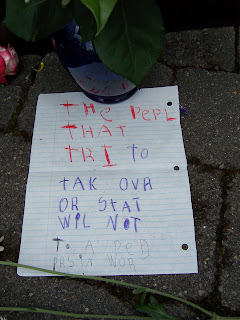 THE PEPL
THAT
TRI to
tAK OVR
OR StAt
WIL NOt